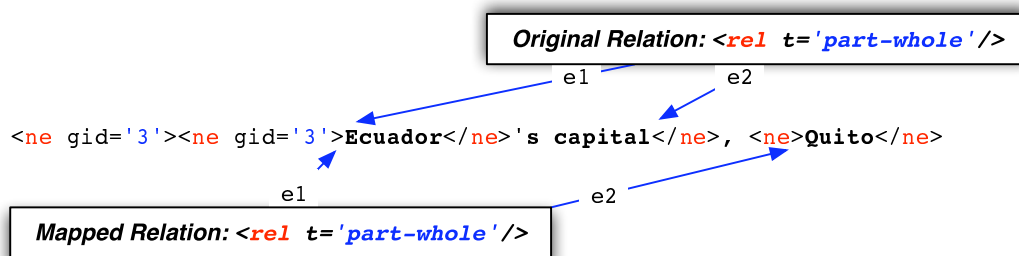 Original Relation: <rel t='part-whole'/>
e1 e2
<ne gid='3'><ne gid='3'>Ecuador</ne>'s capital</ne>, <ne>Quito</ne>
e1 e2
Mapped Relation: <rel t='part-whole'/>